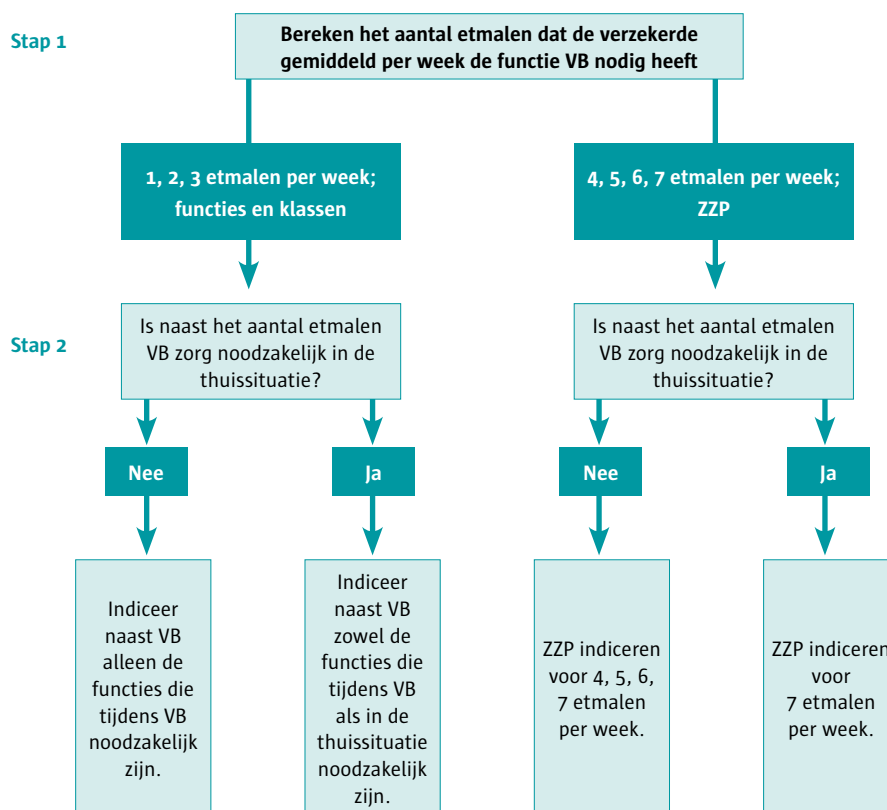 Stap 1
Bereken het aantal etmalen dat de verzekerde
gemiddeld per week de functie VB nodig heeft
1, 2, 3 etmalen per week;
functies en klassen
4, 5, 6, 7 etmalen per week;
ZZP
Stap 2
Is naast het aantal etmalen
VB zorg noodzakelijk in de
thuissituatie?
Is naast het aantal etmalen
VB zorg noodzakelijk in de
thuissituatie?
Nee
Ja
Nee
Ja
Indiceer
naast VB
alleen de
functies die
tijdens VB
noodzakelijk
zijn.
Indiceer
naast VB
zowel de
functies die
tijdens VB
als in de
thuissituatie
noodzakelijk
zijn.
ZZP indiceren
voor 4, 5, 6,
7 etmalen
per week.
ZZP indiceren
voor
7 etmalen
per week.